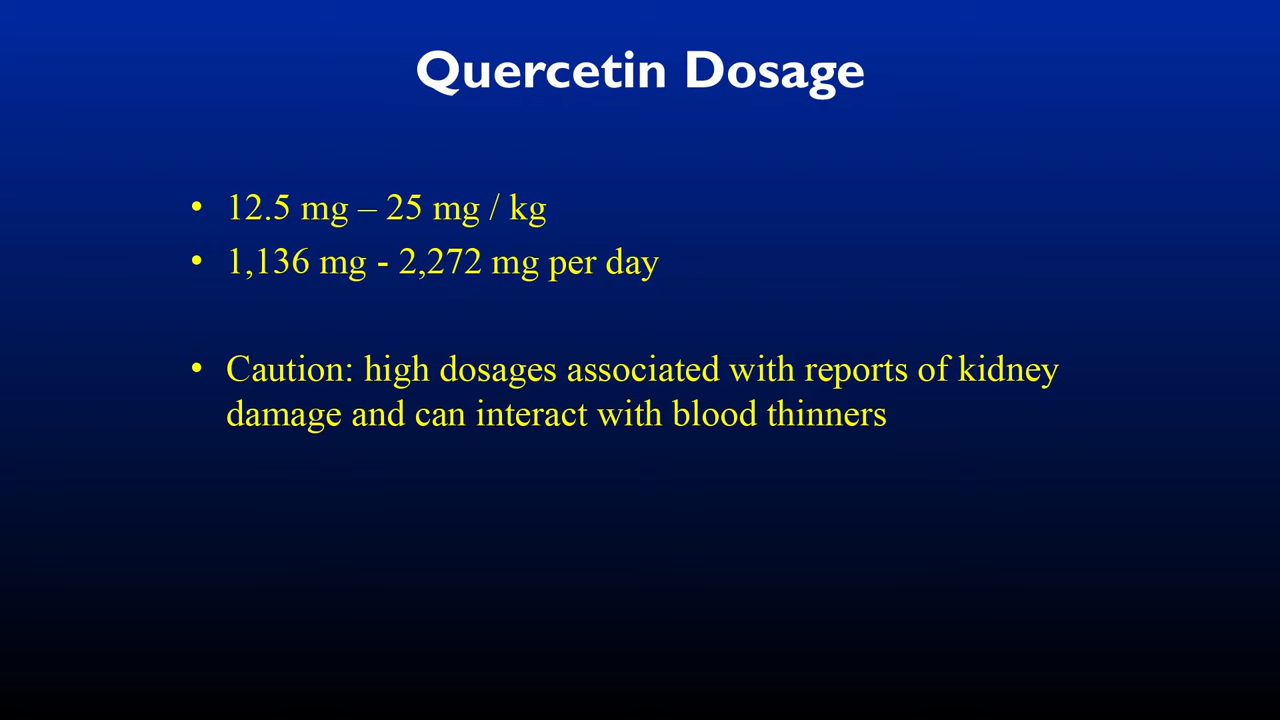 Quercetin Dosage
• 12.5 mg – 25 mg / kg
• 1,136 mg - 2,272 mg per day
• Caution: high dosages associated with reports of kidney
damage and can interact with blood thinners